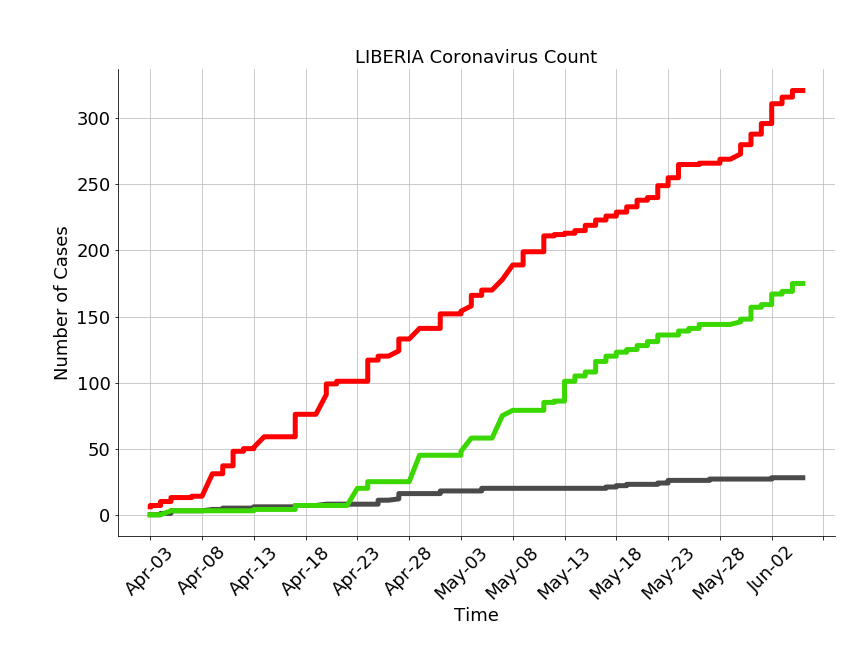 LIBERIA Coronavirus Count
300
250
200
150
100
50
0
Number of Cases
Apr-03
Apr-08
Apr-13
Apr-18
Apr-23
Apr-28
May-03
May-08
May-13
May-18
May-23
May-28
Jun-02
Time